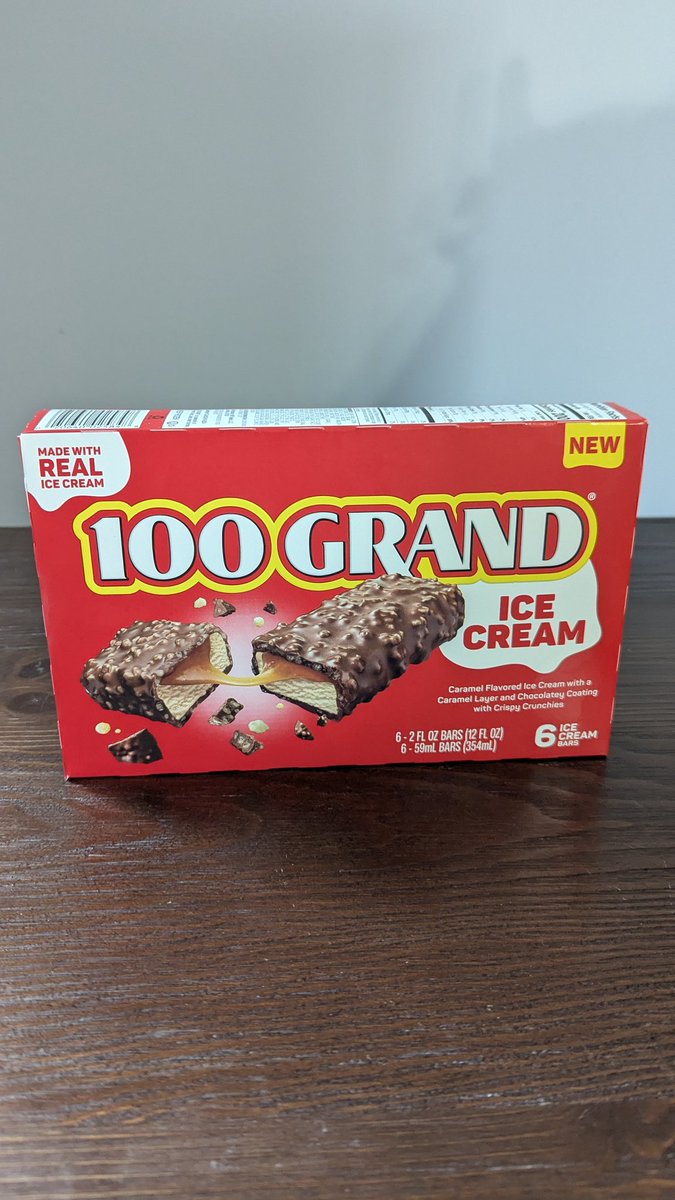 MADE WITH
REAL
ICE CREAM
NEW
100 GRAND®
ICE
CREAM
Caramel Flavored Ice Cream with a
Caramel Layer and Chocolatey Coating
with Crispy Crunchies
6 - 2 FL OZ BARS (12 FL OZ)
6 - 59mL BARS (354mL)
6 ICE
CREAM
BARS